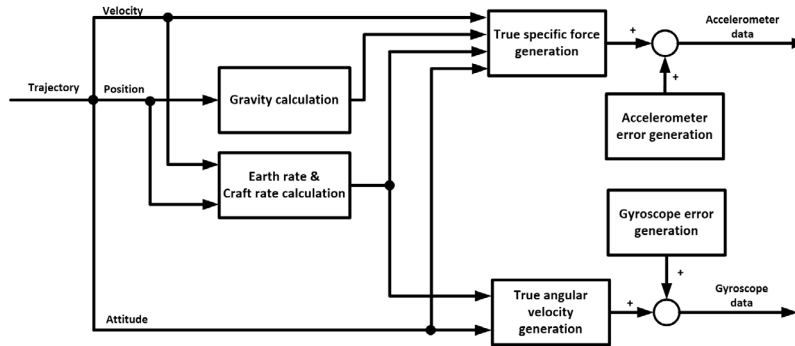 Velocity
True specific force
generation
+
Accelerometer
data
Trajectory
Position
Gravity calculation
+
Accelerometer
error generation
Earth rate &
Craft rate calculation
Gyroscope error
generation
+
Attitude
True angular
velocity
generation
+
Gyroscope
data